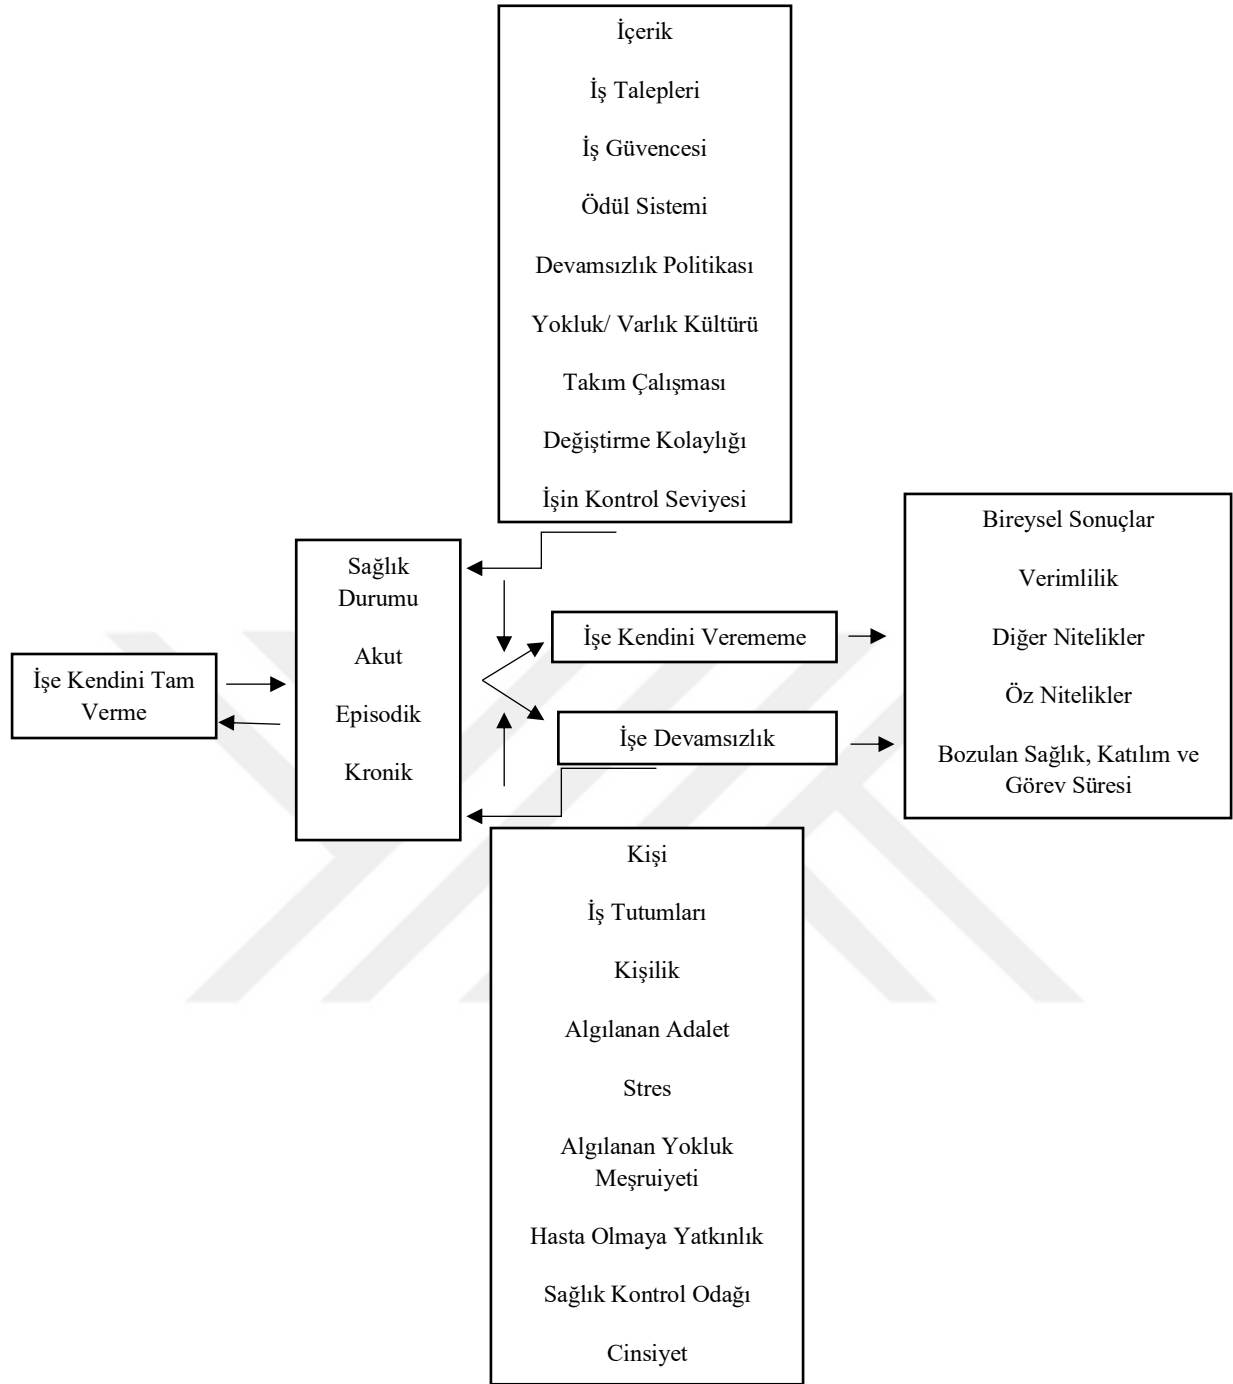 İçerik
İş Talepleri
İş Güvencesi
Ödül Sistemi
Devamsızlık Politikası
Yokluk/ Varlık Kültürü
Takım Çalışması
Değiştirme Kolaylığı
İşin Kontrol Seviyesi
İşe Kendini Tam
Verme
Sağlık
Durumu
Akut
Episodik
Kronik
İşe Kendini Verememe
İşe Devamsızlık
Bireysel Sonuçlar
Verimlilik
Diğer Nitelikler
Öz Nitelikler
Bozulan Sağlık, Katılım ve
Görev Süresi
Kişi
İş Tutumları
Kişilik
Algılanan Adalet
Stres
Algılanan Yokluk
Meşruiyeti
Hasta Olmaya Yatkınlık
Sağlık Kontrol Odağı
Cinsiyet